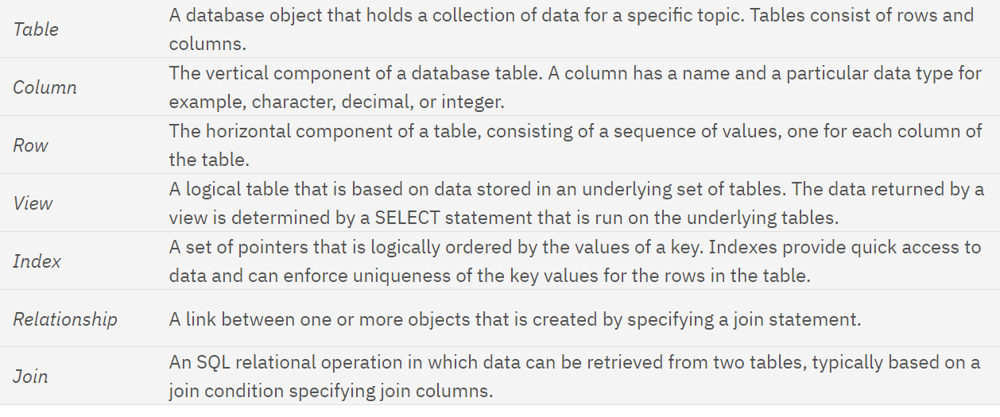 Table
A database object that holds a collection of data for a specific topic. Tables consist of rows and
columns.
Column
The vertical component of a database table. A column has a name and a particular data type for
example, character, decimal, or integer.
Row
The horizontal component of a table, consisting of a sequence of values, one for each column of
the table.
View
A logical table that is based on data stored in an underlying set of tables. The data returned by a
view is determined by a SELECT statement that is run on the underlying tables.
Index
A set of pointers that is logically ordered by the values of a key. Indexes provide quick access to
data and can enforce uniqueness of the key values for the rows in the table.
Relationship
A link between one or more objects that is created by specifying a join statement.
Join
An SQL relational operation in which data can be retrieved from two tables, typically based on a
join condition specifying join columns.